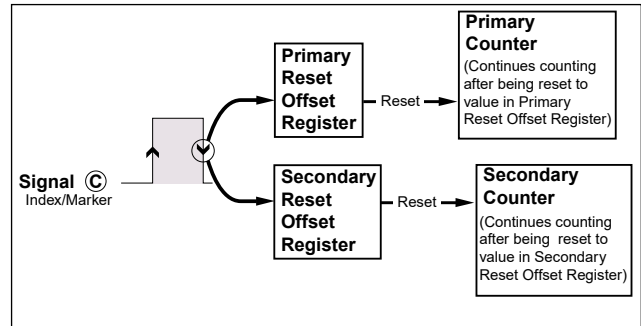 Primary
Reset
Offset
Register
Reset
Primary
Counter
(Continues counting
after being reset to
value in Primary
Reset Offset Register)
Signal C
Index/Marker
Secondary
Reset
Offset
Register
Reset
Secondary
Counter
(Continues counting
after being reset to
value in Secondary
Reset Offset Register)